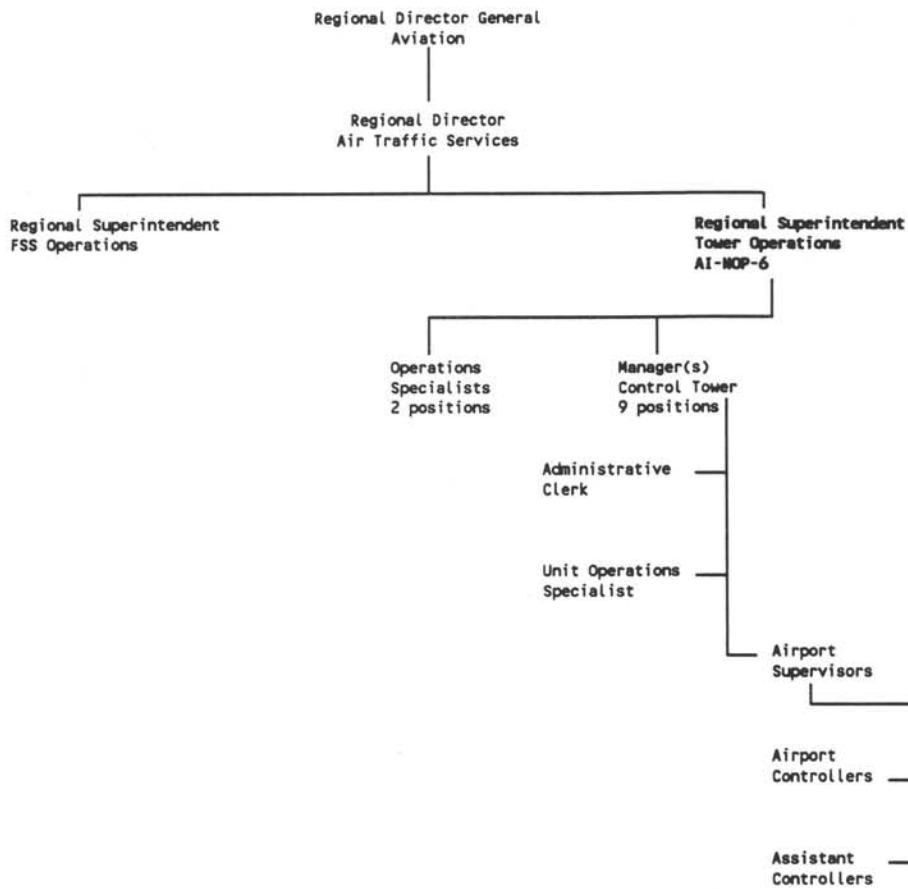 Regional Director General
Aviation
Regional Director
Air Traffic Services
Regional Superintendent
FSS Operations
Regional Superintendent
Tower Operations
AI-NOP-6
Operations
Specialists
2 positions
Manager(s)
Control Tower
9 positions
Administrative
Clerk
Unit Operations
Specialist
Airport
Supervisors
Airport
Controllers
Assistant
Controllers